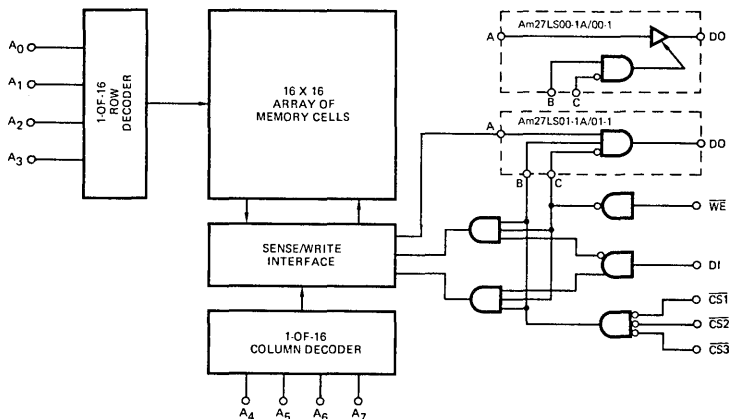 A0
A1
A2
A3
1-OF-16
ROW
DECODER
16 X 16
ARRAY OF
MEMORY CELLS
SENSE/WRITE
INTERFACE
1-OF-16
COLUMN DECODER
A4
A5
A6
A7
Am27LS00-1A/00-1
A
DO
B
C
Am27LS01-1A/01-1
A
DO
B
C
WE
DI
CS1
CS2
CS3